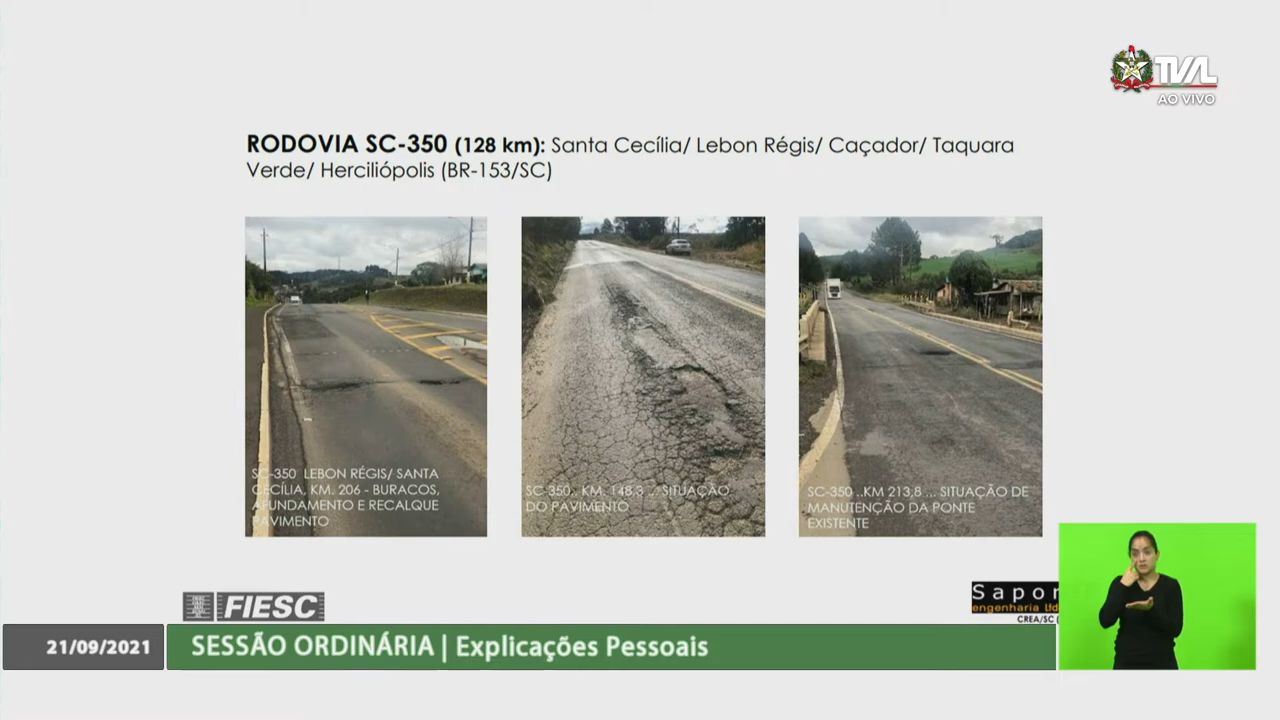 TVAL
AO VIVO
RODOVIA SC-350 (128 km): Santa Cecília/ Lebon Régis/ Caçador/ Taquara
Verde/ Herciliópolis (BR-153/SC)
SC-350 LEBON RÉGIS/ SANTA
CECÍLIA, KM. 206 - BURACOS,
AFUNDAMENTO E RECALQUE
PAVIMENTO
SC-350.. KM. 148,3 ... SITUAÇÃO
DO PAVIMENTO
SC-350 ..KM 213,8 ... SITUAÇÃO DE
MANUTENÇÃO DA PONTE
EXISTENTE
FIESC
Sapor
engenharia Ltd
CREA/SC (
21/09/2021
SESSÃO ORDINÁRIA | Explicações Pessoais